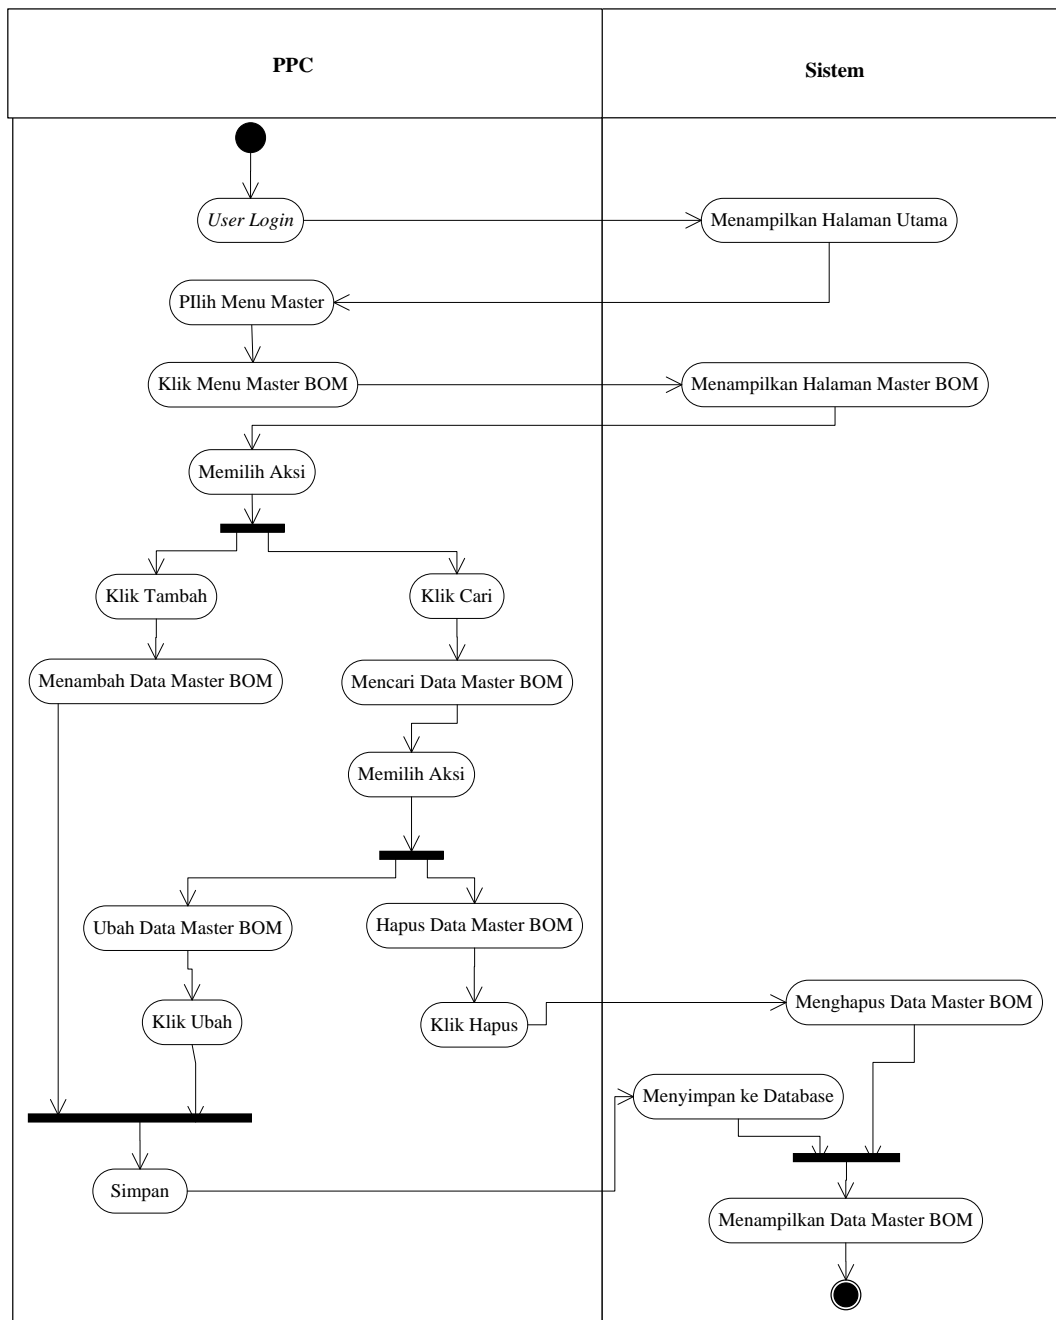 PPC
Sistem
User Login
Menampilkan Halaman Utama
PIlih Menu Master
Klik Menu Master BOM
Menampilkan Halaman Master BOM
Memilih Aksi
Klik Tambah
Klik Cari
Menambah Data Master BOM
Mencari Data Master BOM
Memilih Aksi
Ubah Data Master BOM
Hapus Data Master BOM
Klik Ubah
Klik Hapus
Menghapus Data Master BOM
Menyimpan ke Database
Simpan
Menampilkan Data Master BOM